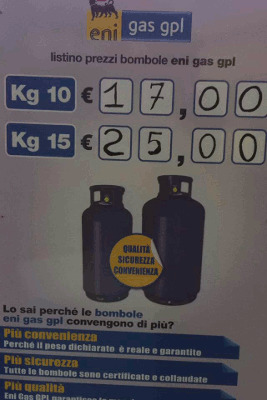 eni
gas gpl
listino prezzi bombole eni gas gpl
Kg 10 € 17,00
Kg 15 € 25,00
QUALITÀ
SICUREZZA
CONVENIENZA
Lo sai perché le bombole
eni gas gpl convengono di più?
Più convenienza
Perché il peso dichiarato è reale e garantito
Più sicurezza
Tutte le bombole sono certificate e collaudate
Più qualità
Eni Gas GPL garantisce